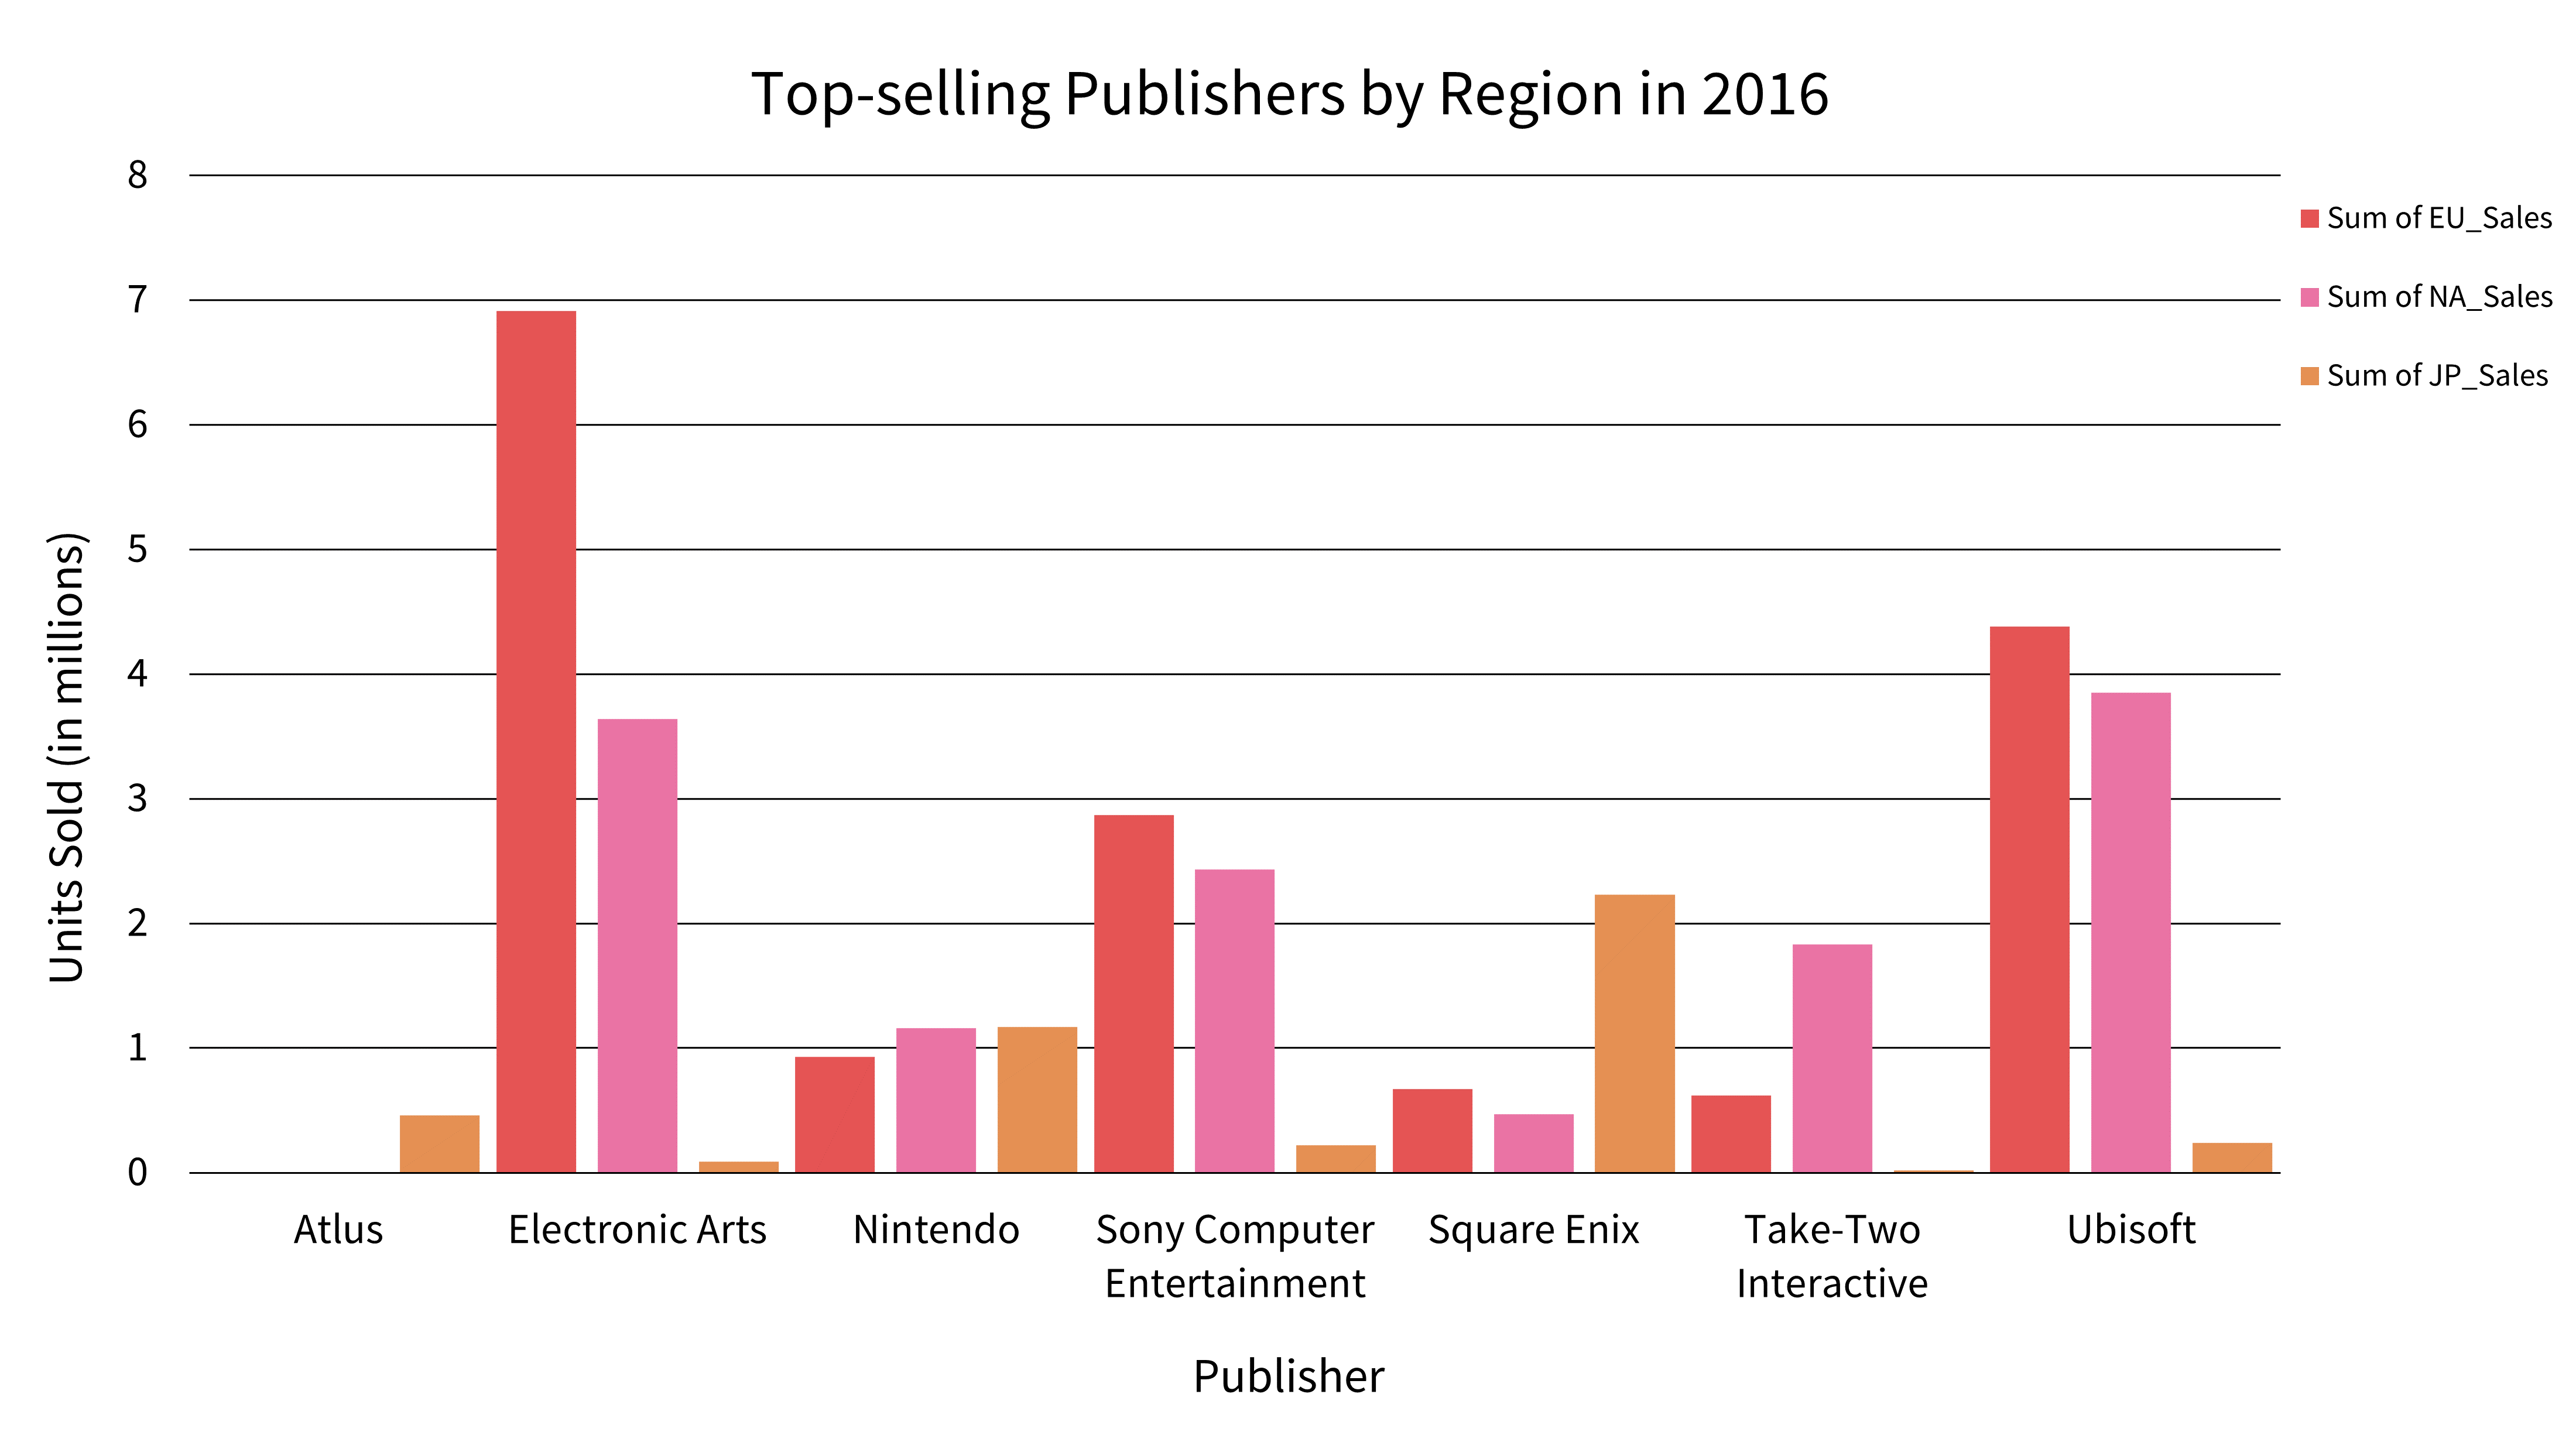 Top-selling Publishers by Region in 2016
8
7
6
5
4
3
2
1
0
Units Sold (in millions)
Sum of EU_Sales
Sum of NA_Sales
Sum of JP_Sales
Atlus
Electronic Arts
Nintendo
Sony Computer
Entertainment
Square Enix
Take-Two
Interactive
Ubisoft
Publisher